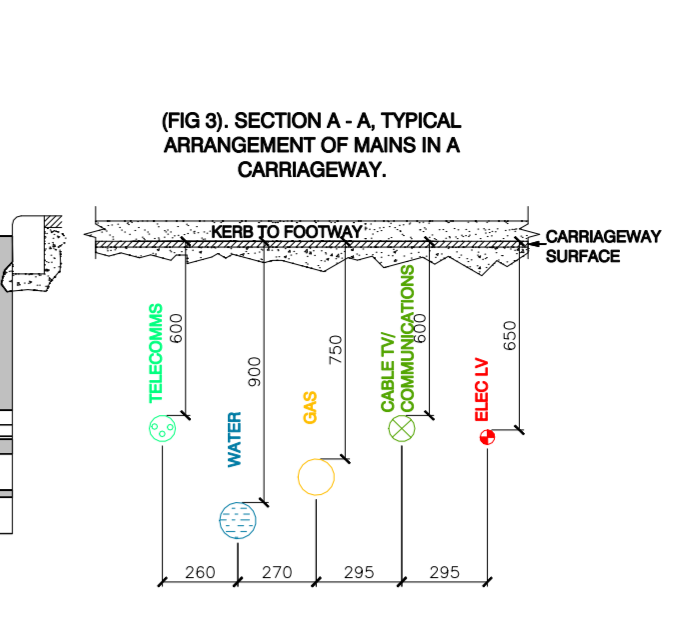 (FIG 3). SECTION A - A, TYPICAL
ARRANGEMENT OF MAINS IN A
CARRIAGEWAY.
KERB TO FOOTWAY
CARRIAGEWAY
SURFACE
TELECOMMS
600
WATER
900
GAS
750
CABLE TV/
COMMUNICATIONS
600
ELEC LV
650
260
270
295
295